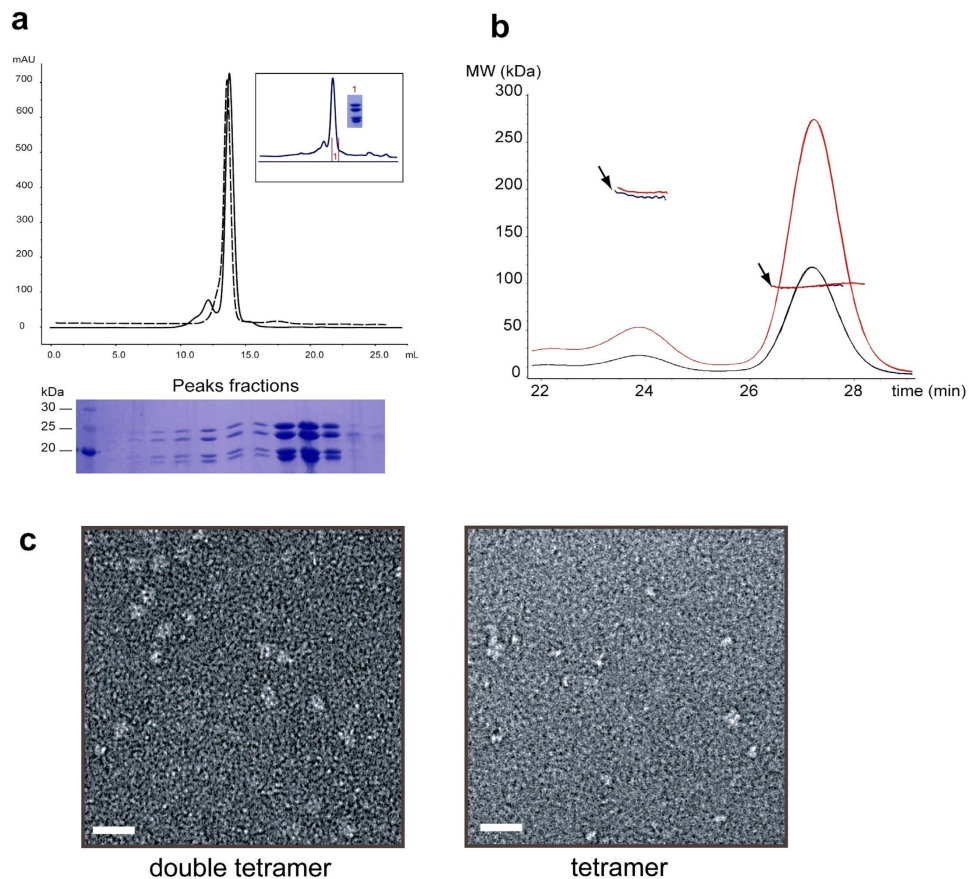 a
mAU
700
600
500
400
300
200
100
0
0.0 5.0 10.0 15.0 20.0 25.0 mL
1
1
Peaks fractions
kDa
30
25
20
b
MW (kDa)
300
250
200
150
100
50
0
22 24 26 28 time (min)
c
double tetramer
tetramer